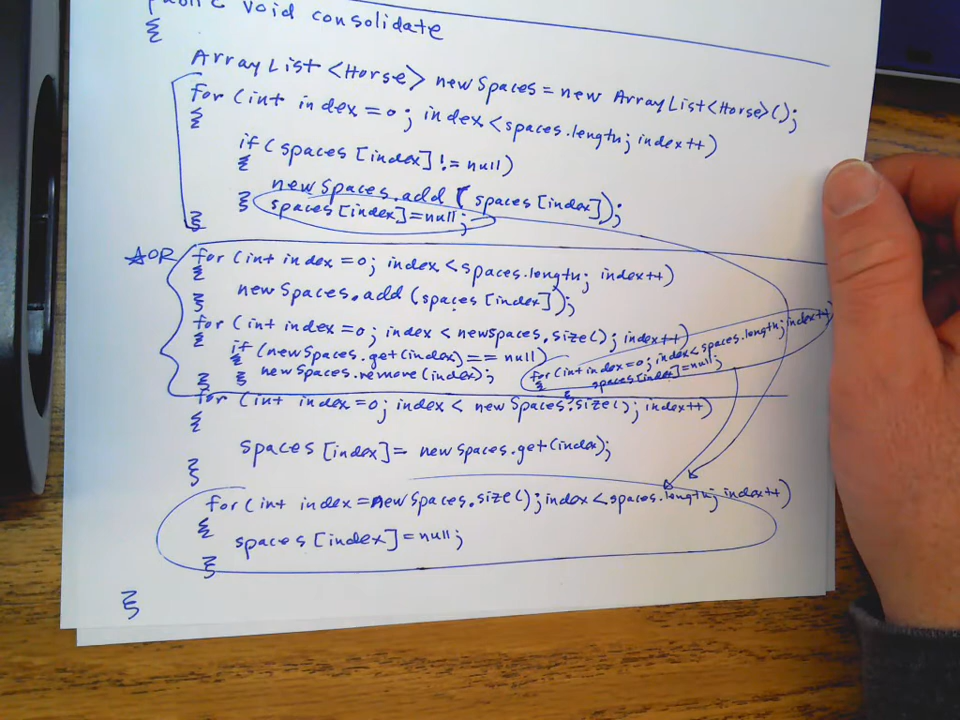 public void consolidate
{
ArrayList <Horse> newSpaces = new ArrayList<Horse>();
for (int index = 0; index < spaces.length; index++)
{
if (spaces [index] != null)
{
newSpaces.add (spaces [index]);
} spaces [index] = null;
}
AOR for (int index = 0; index < spaces.length; index++)
{
newSpaces.add (spaces [index]);
}
for (int index = 0; index < newSpaces.size(); index++)
{
if (newSpaces.get(index) == null)
{
newSpaces.remove (index);
} }
for (int index = 0; index < spaces.length; index++)
{
spaces [index] = null;
}
for (int index = 0; index < newSpaces.size(); index++)
{
spaces [index] = newSpaces.get(index);
}
for (int index = newSpaces.size(); index < spaces.length; index++)
{
spaces [index] = null;
}
}